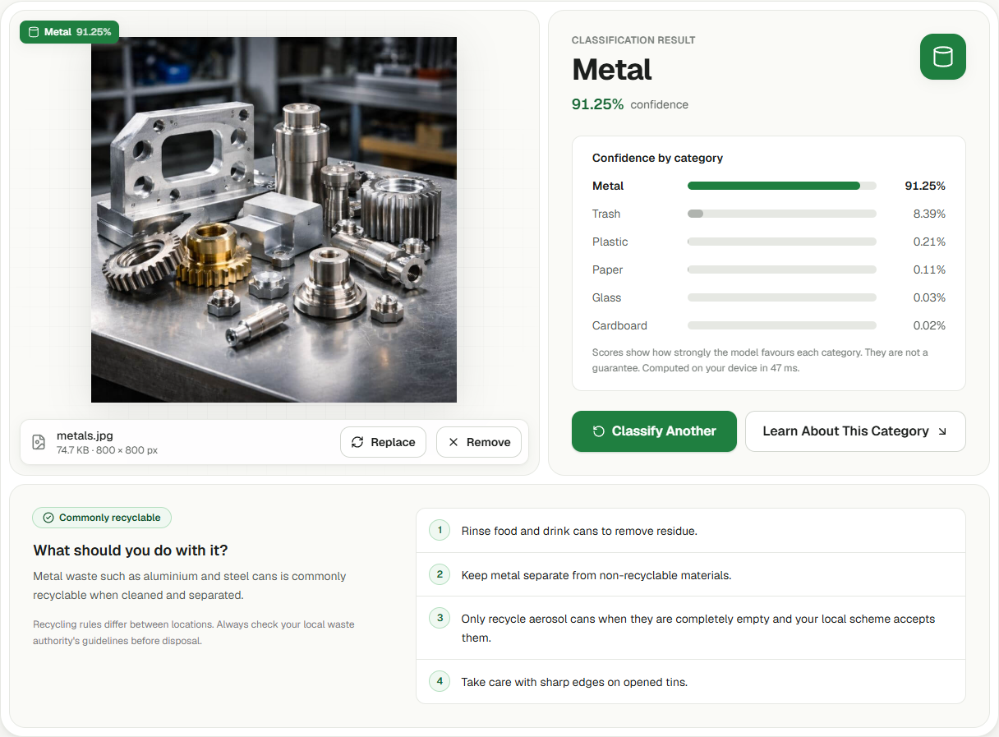 Metal 91.25%
metals.jpg
74.7 KB · 800 × 800 px
Replace
Remove
CLASSIFICATION RESULT
Metal
91.25% confidence
Confidence by category
Metal 91.25%
Trash 8.39%
Plastic 0.21%
Paper 0.11%
Glass 0.03%
Cardboard 0.02%
Scores show how strongly the model favours each category. They are not a
guarantee. Computed on your device in 47 ms.
Classify Another
Learn About This Category
Commonly recyclable
What should you do with it?
Metal waste such as aluminium and steel cans is commonly
recyclable when cleaned and separated.
Recycling rules differ between locations. Always check your local waste
authority's guidelines before disposal.
1 Rinse food and drink cans to remove residue.
2 Keep metal separate from non-recyclable materials.
3 Only recycle aerosol cans when they are completely empty and your local scheme accepts
them.
4 Take care with sharp edges on opened tins.